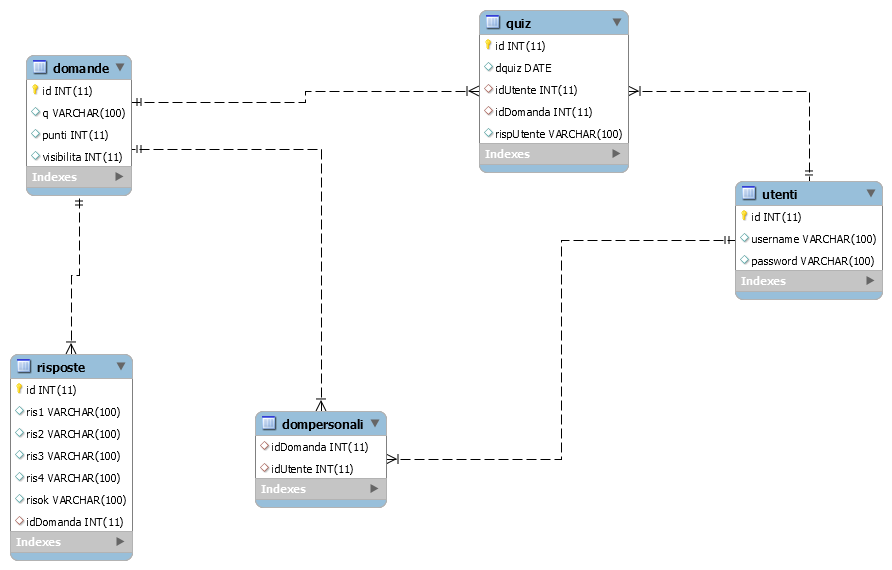 quiz
id INT(11)
dquiz DATE
idUtente INT(11)
idDomanda INT(11)
rispUtente VARCHAR(100)
Indexes
domande
id INT(11)
q VARCHAR(100)
punti INT(11)
visibilita INT(11)
Indexes
utenti
id INT(11)
username VARCHAR(100)
password VARCHAR(100)
Indexes
risposte
id INT(11)
ris1 VARCHAR(100)
ris2 VARCHAR(100)
ris3 VARCHAR(100)
ris4 VARCHAR(100)
risok VARCHAR(100)
idDomanda INT(11)
Indexes
dompersonali
idDomanda INT(11)
idUtente INT(11)
Indexes